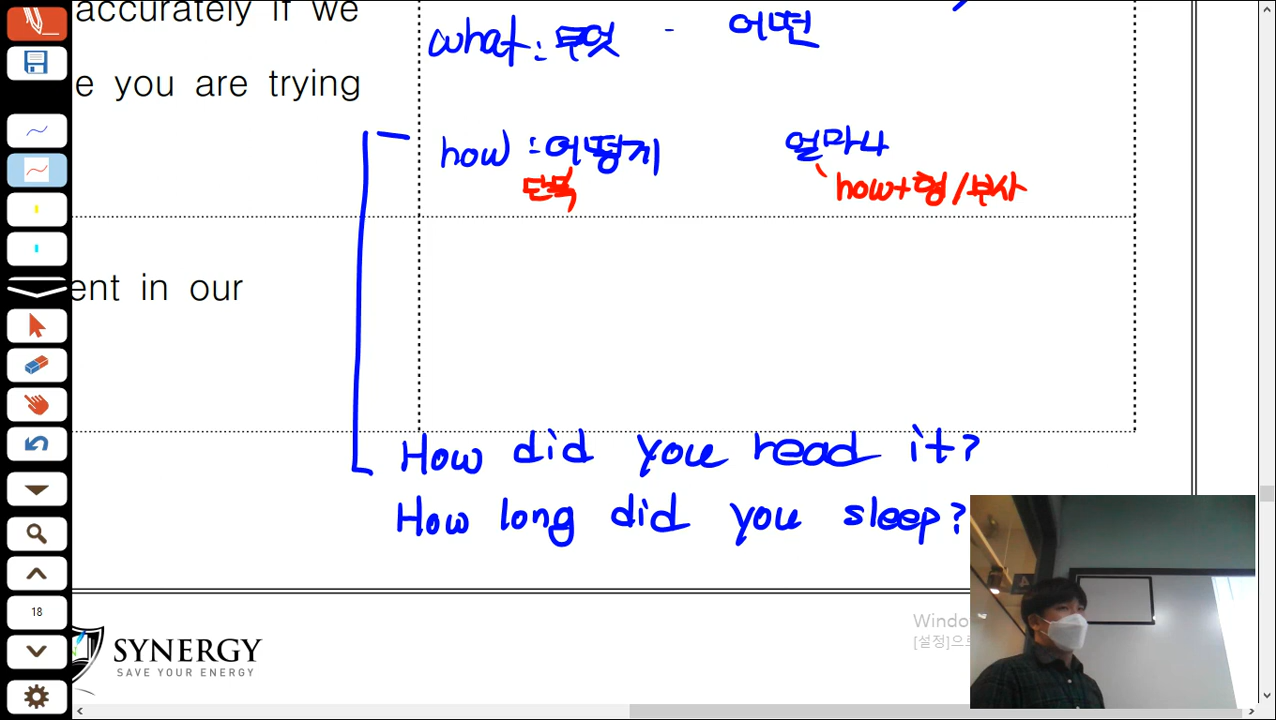 accurately if we
what : 무엇 - 어떤
e you are trying
how : 어떻게 얼마나
단독 how+형/부사
ent in our
How did you read it?
How long did you sleep?
18
SYNERGY
SAVE YOUR ENERGY
Windo
[설정]으로
A